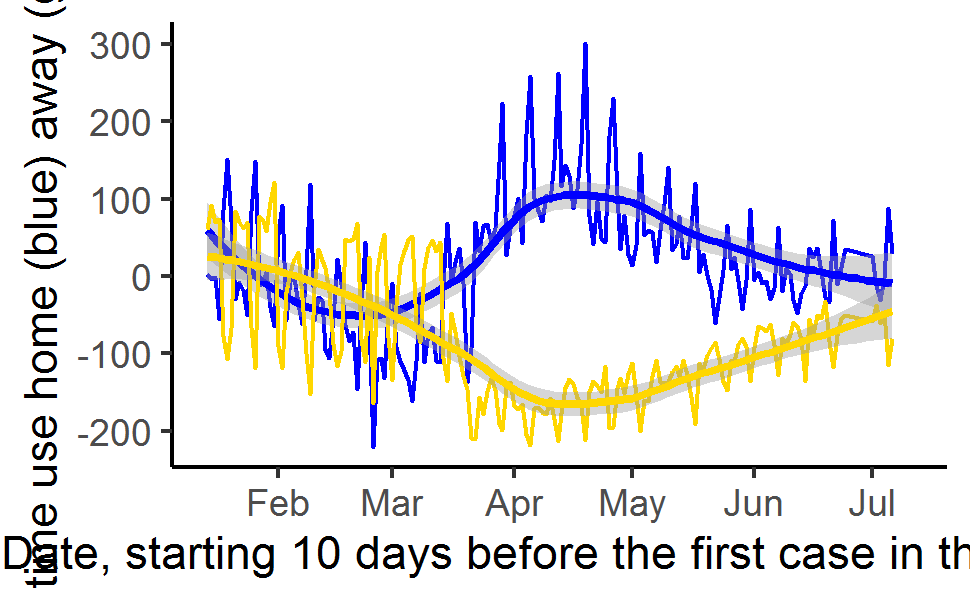 time use home (blue) away (
300
200
100
0
-100
-200
Feb Mar Apr May Jun Jul
Date, starting 10 days before the first case in th